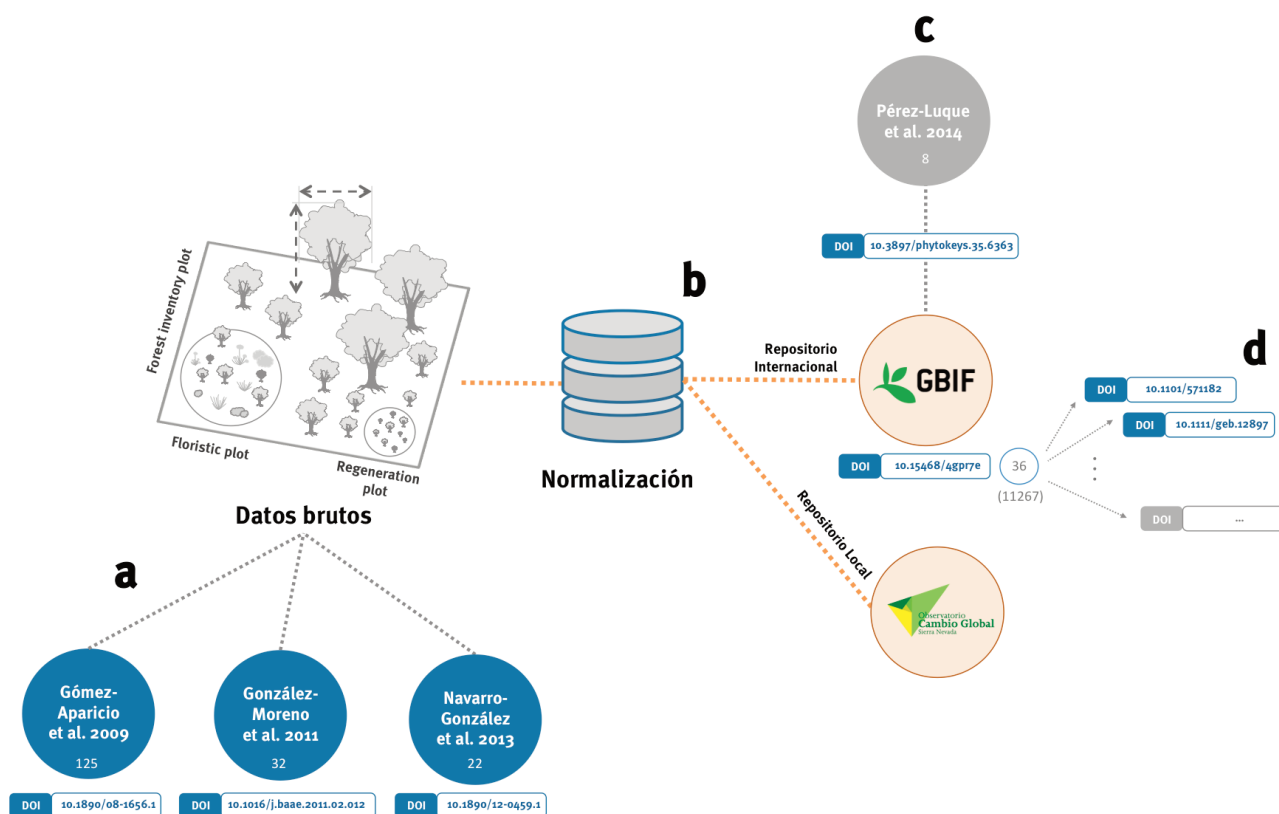 c
Pérez-Luque
et al. 2014
8
DOI 10.3897/phytokeys.35.6363
Forest inventory plot
Floristic plot
Regeneration
plot
Datos brutos
b
Normalización
Repositorio
Internacional
GBIF
DOI 10.15468/4gpr7e
36
(11267)
d
DOI 10.1101/571182
DOI 10.1111/geb.12897
DOI ...
Repositorio Local
Observatorio
Cambio Global
Sierra Nevada
a
Gómez-
Aparicio
et al. 2009
125
DOI 10.1890/08-1656.1
González-
Moreno
et al. 2011
32
DOI 10.1016/j.baae.2011.02.012
Navarro-
González
et al. 2013
22
DOI 10.1890/12-0459.1